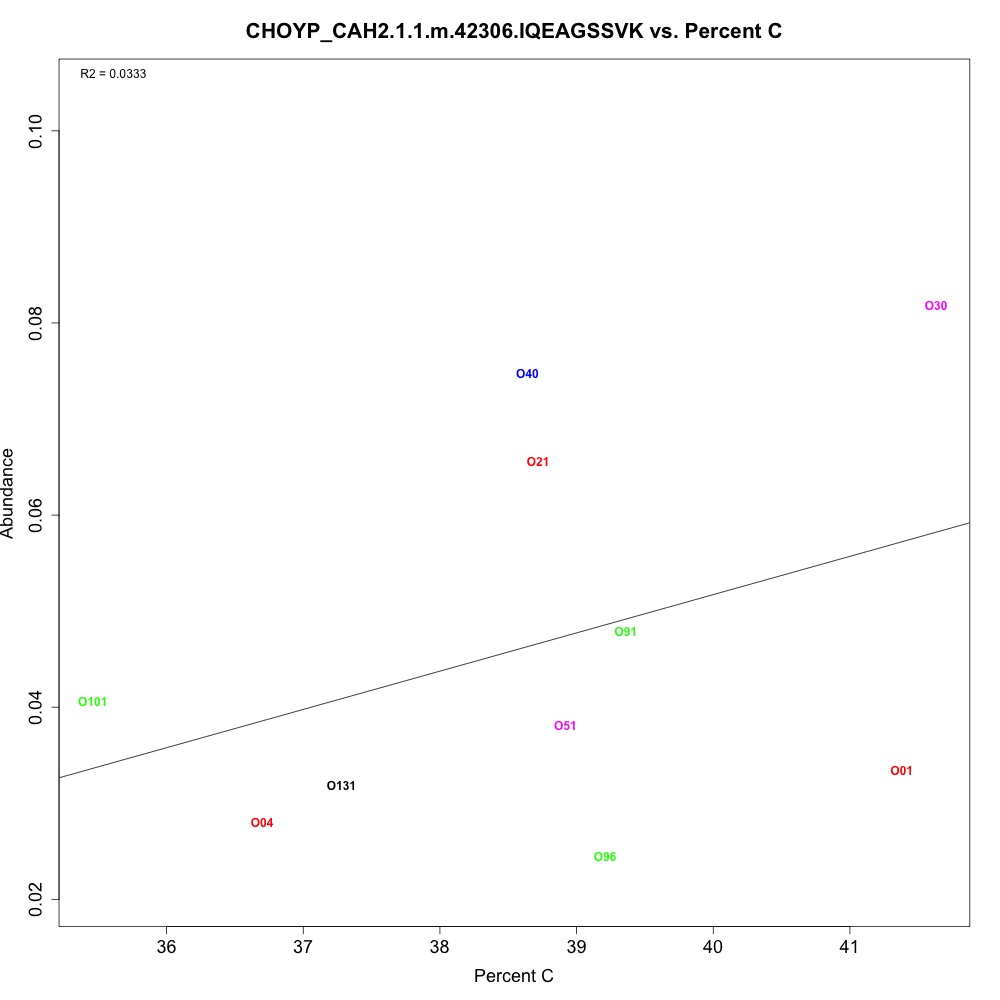 CHOYP_CAH2.1.1.m.42306.IQEAGSSVK vs. Percent C
R2 = 0.0333
0.10
0.08
0.06
0.04
0.02
Abundance
O30
O40
O21
O91
O101
O51
O01
O131
O04
O96
36 37 38 39 40 41
Percent C